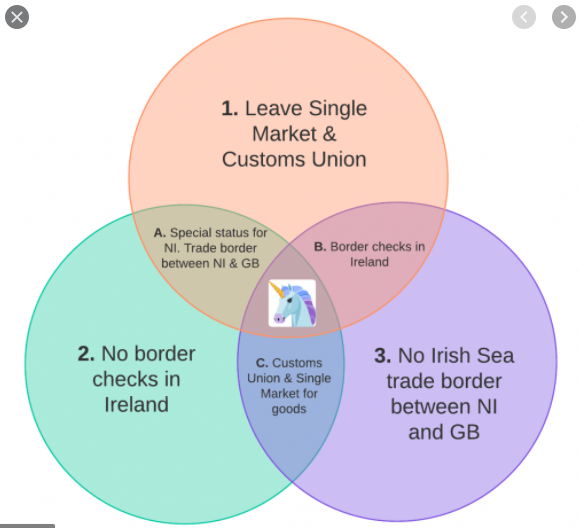 1. Leave Single
Market &
Customs Union
A. Special status for
NI. Trade border
between NI & GB
B. Border checks in
Ireland
2. No border
checks in
Ireland
C. Customs
Union & Single
Market for
goods
3. No Irish Sea
trade border
between NI
and GB